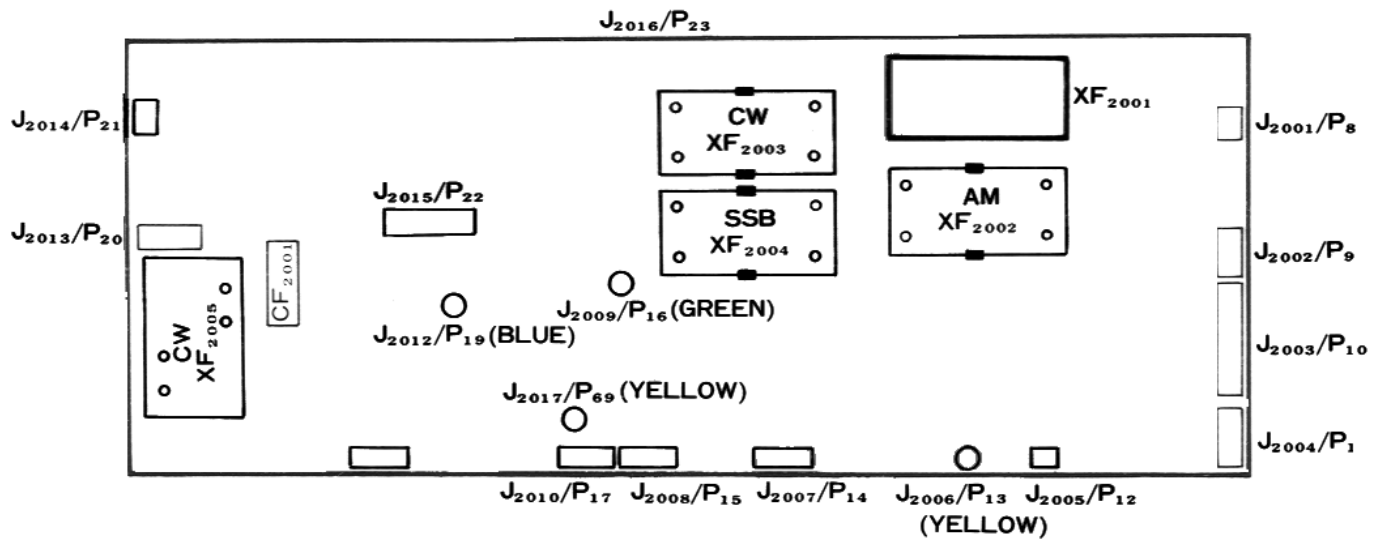 J2016/P23
XF2001
J2014/P21
CW
XF2003
J2001/P8
J2015/P22
AM
XF2002
SSB
XF2004
J2013/P20
J2002/P9
CF2001
CW
XF2005
J2009/P16 (GREEN)
J2012/P19 (BLUE)
J2003/P10
J2017/P69 (YELLOW)
J2004/P1
J2010/P17
J2008/P15
J2007/P14
J2006/P13
(YELLOW)
J2005/P12